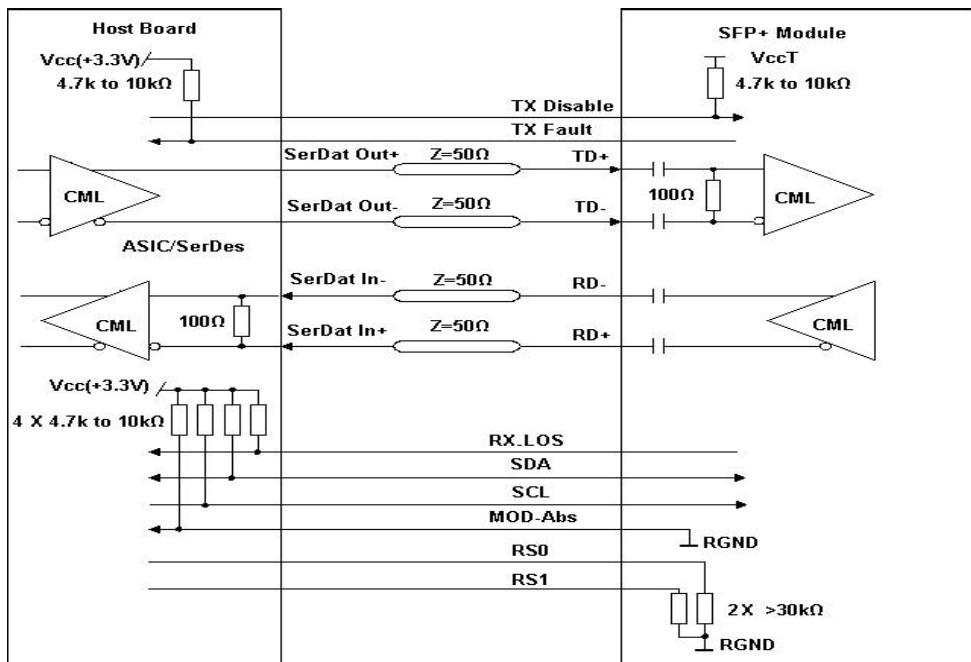 Host Board
SFP+ Module
Vcc(+3.3V)
4.7k to 10kΩ
VccT
4.7k to 10kΩ
TX Disable
TX Fault
SerDat Out+
Z=50Ω
TD+
CML
100Ω
CML
SerDat Out-
Z=50Ω
TD-
ASIC/SerDes
SerDat In-
Z=50Ω
RD-
CML
100Ω
SerDat In+
Z=50Ω
RD+
Vcc(+3.3V)
4 X 4.7k to 10kΩ
RX-LOS
SDA
SCL
MOD-Abs
RGND
RS0
RS1
2 X >30kΩ
RGND